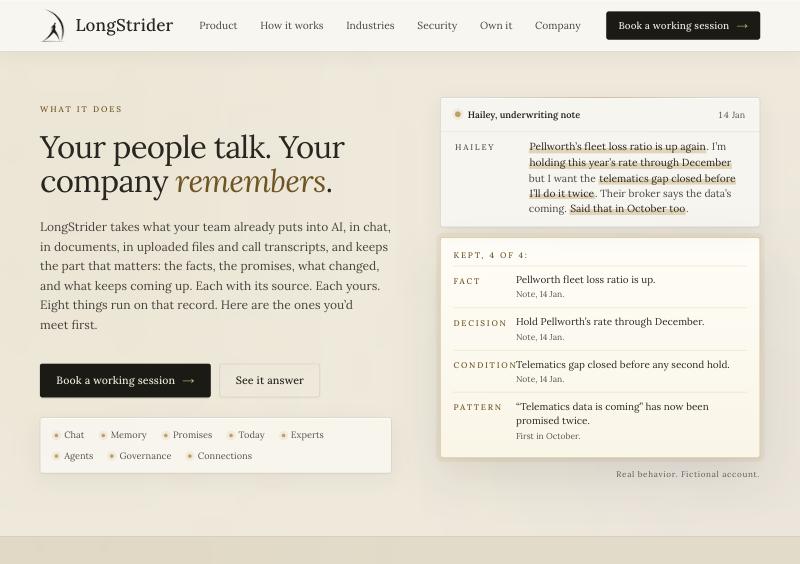 LongStrider
Product
How it works
Industries
Security
Own it
Company
Book a working session →
WHAT IT DOES
Your people talk. Your
company remembers.
LongStrider takes what your team already puts into AI, in chat,
in documents, in uploaded files and call transcripts, and keeps
the part that matters: the facts, the promises, what changed,
and what keeps coming up. Each with its source. Each yours.
Eight things run on that record. Here are the ones you'd
meet first.
Book a working session →
See it answer
Chat
Memory
Promises
Today
Experts
Agents
Governance
Connections
Hailey, underwriting note
14 Jan
HAILEY
Pellworth's fleet loss ratio is up again. I'm
holding this year's rate through December
but I want the telematics gap closed before
I'll do it twice. Their broker says the data's
coming. Said that in October too.
KEPT, 4 OF 4:
FACT
Pellworth fleet loss ratio is up.
Note, 14 Jan.
DECISION
Hold Pellworth's rate through December.
Note, 14 Jan.
CONDITION
Telematics gap closed before any second hold.
Note, 14 Jan.
PATTERN
“Telematics data is coming” has now been
promised twice.
First in October.
Real behavior. Fictional account.